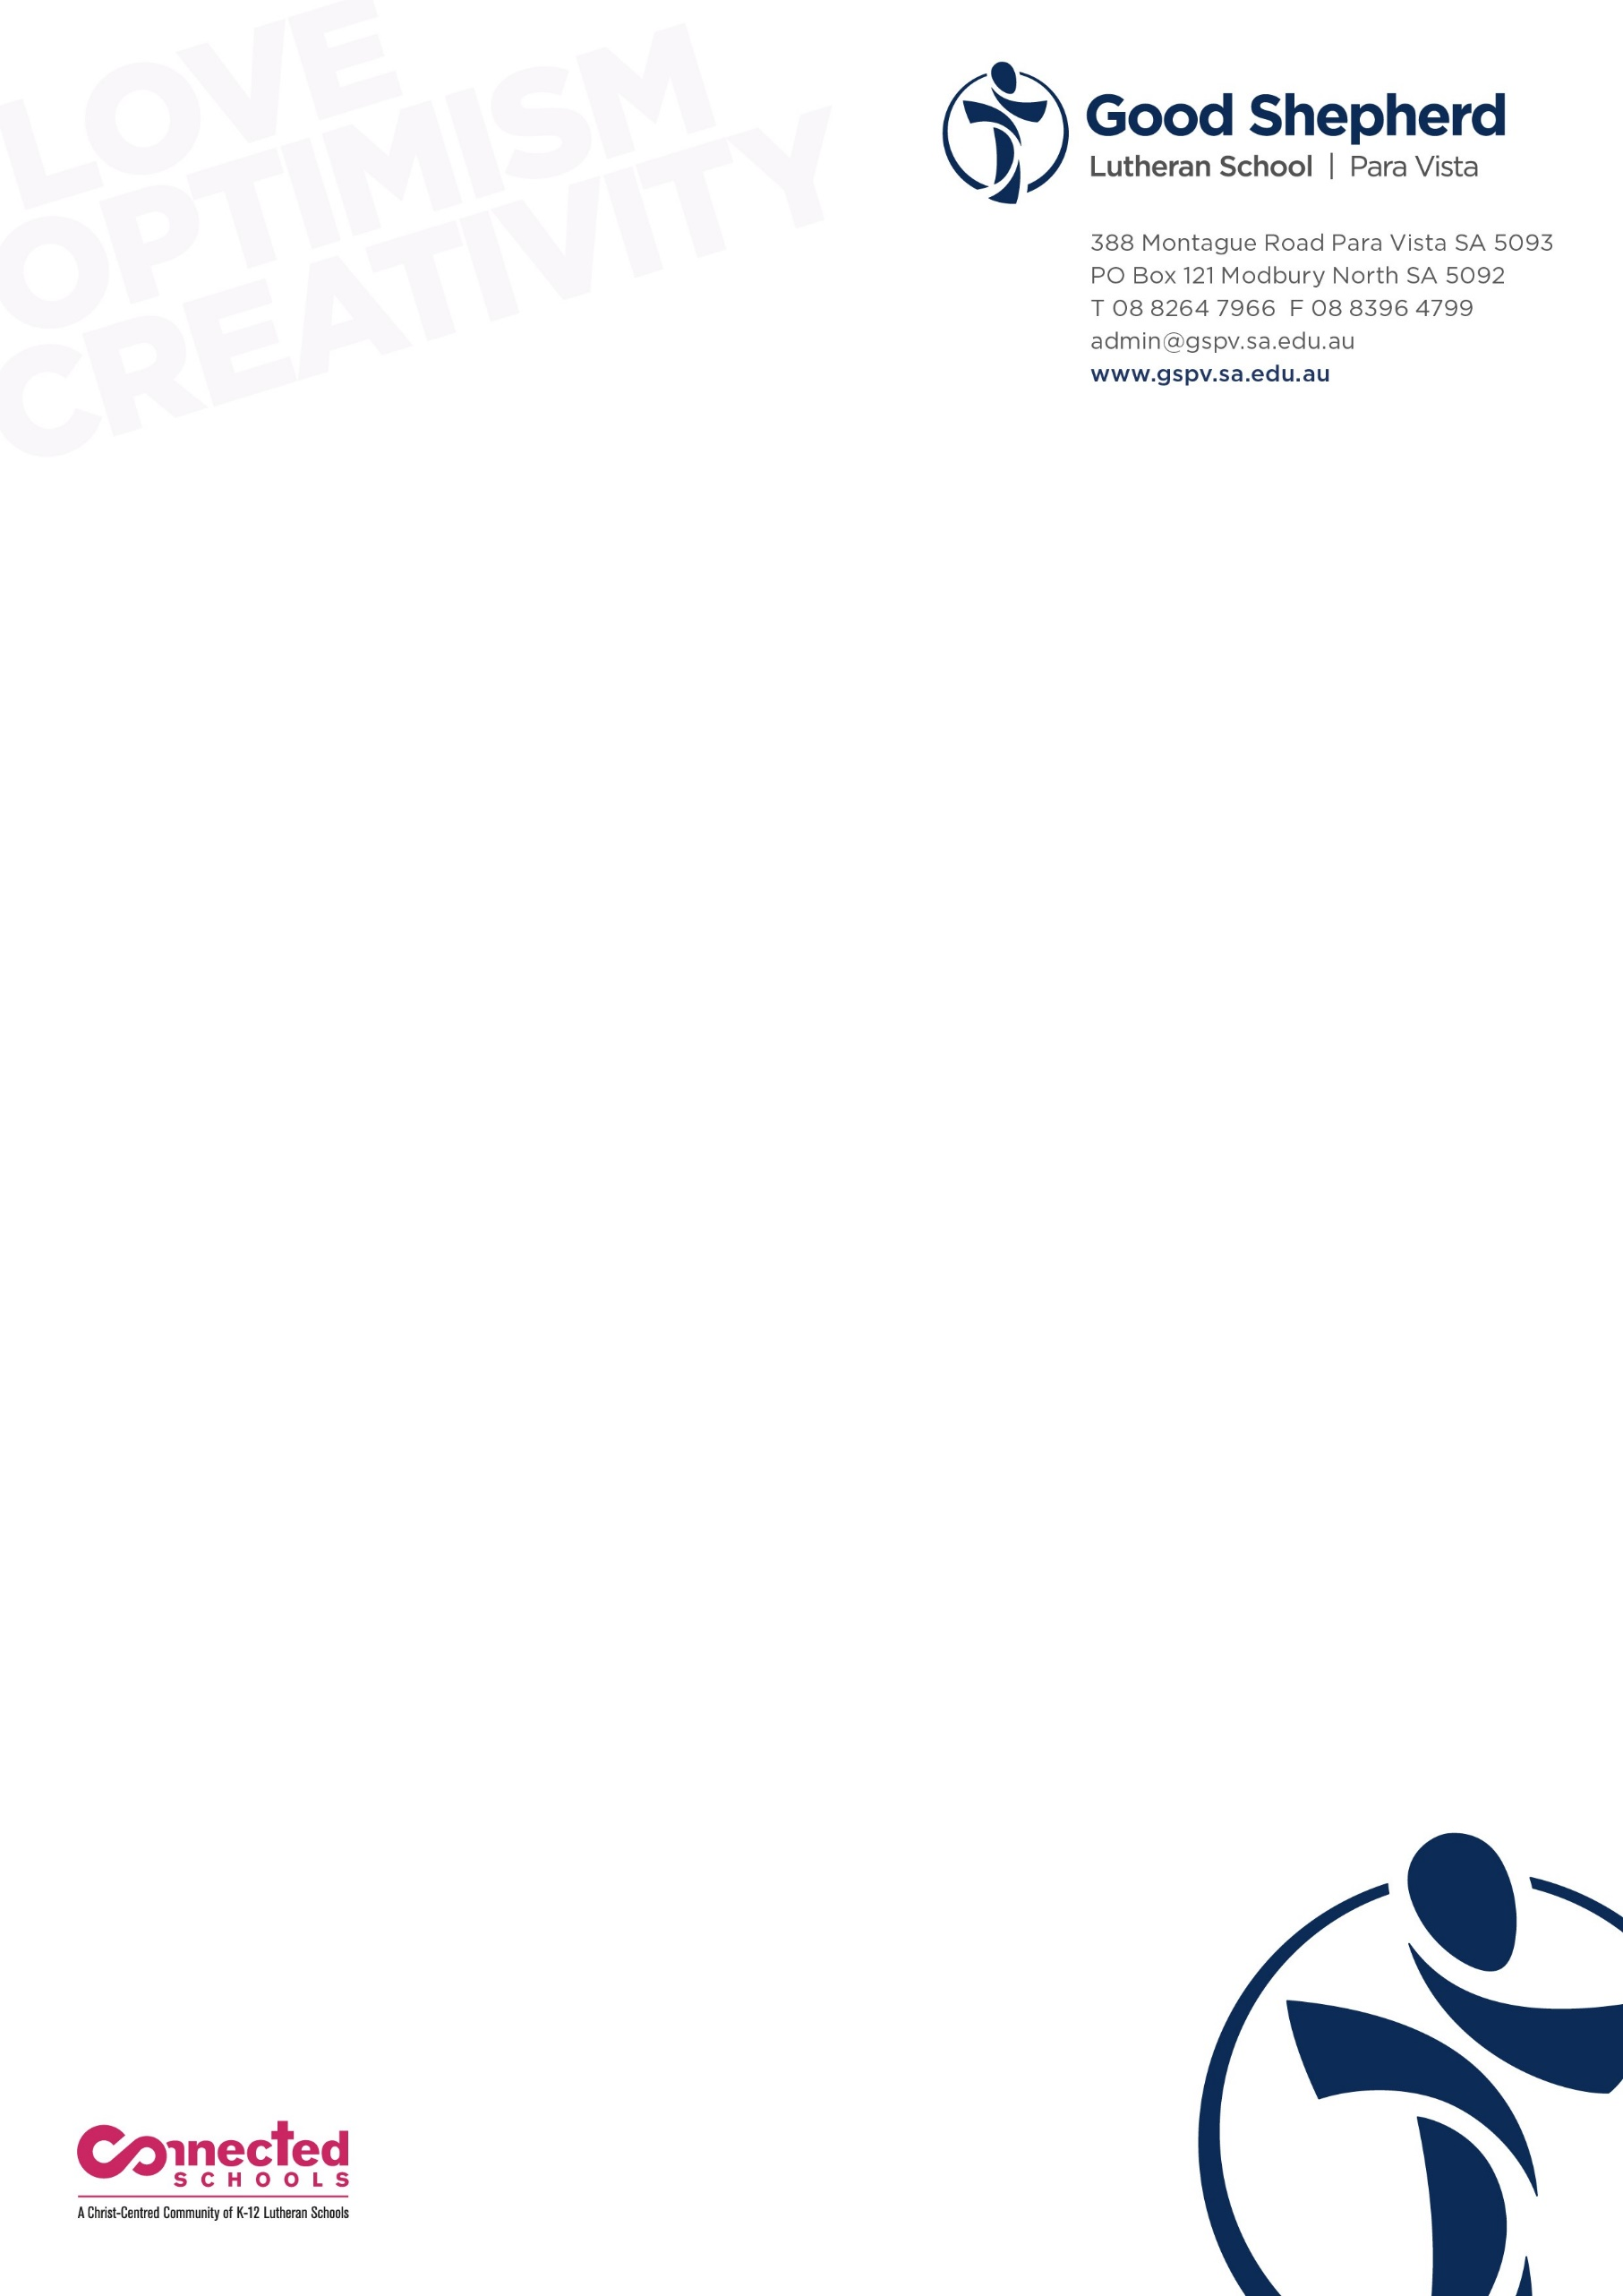 LOVE
OPTIMISM
CREATIVITY
Good Shepherd
Lutheran School | Para Vista
388 Montague Road Para Vista SA 5093
PO Box 121 Modbury North SA 5092
T 08 8264 7966 F 08 8396 4799
admin@gspv.sa.edu.au
www.gspv.sa.edu.au
Connected
SCHOOLS
A Christ-Centred Community of K-12 Lutheran Schools